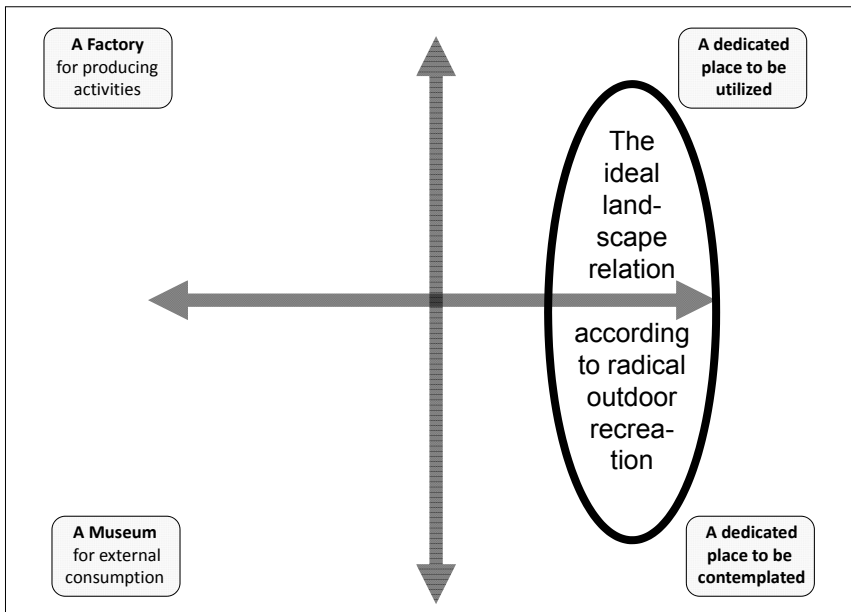 A Factory
for producing
activities
A dedicated
place to be
utilized
The
ideal
land-
scape
relation
according
to radical
outdoor
recrea-
tion
A Museum
for external
consumption
A dedicated
place to be
contemplated